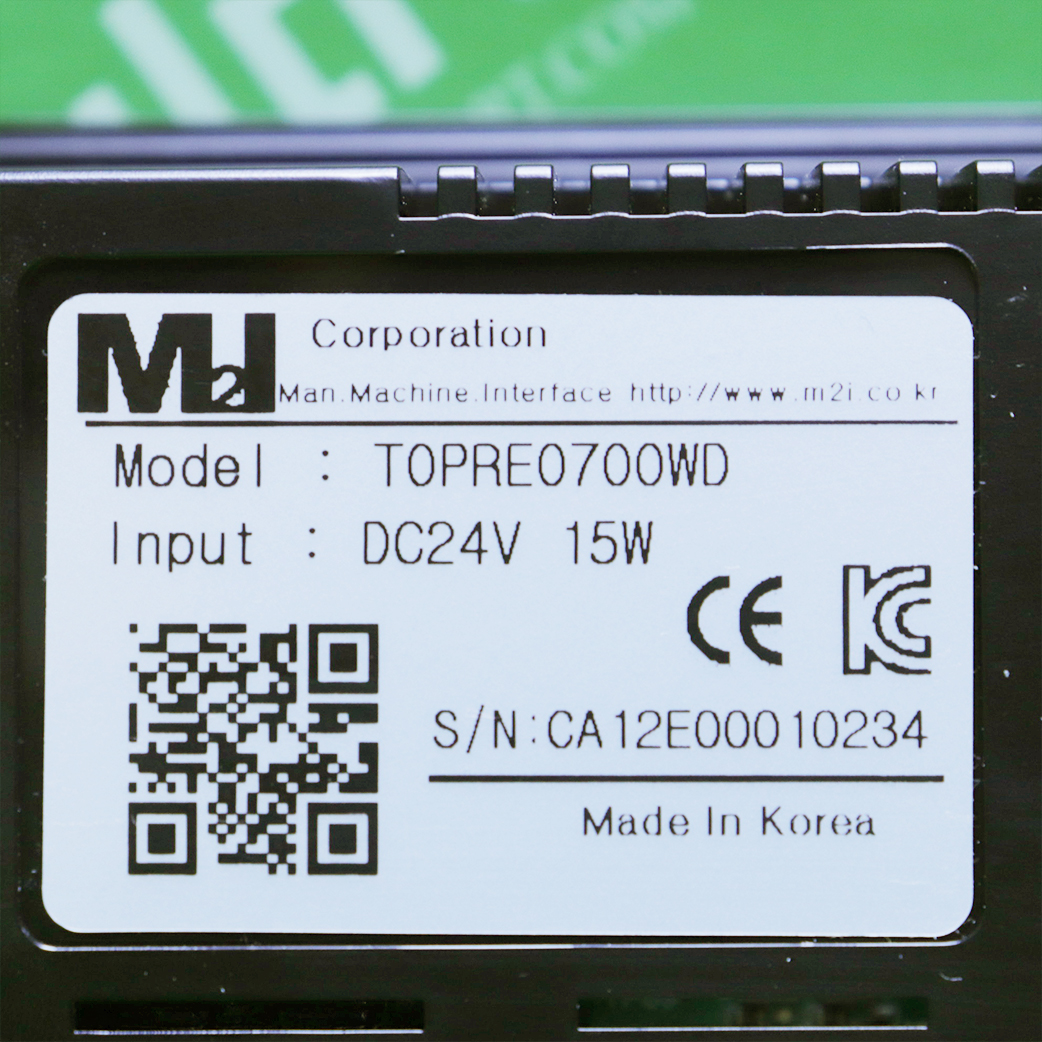 M2I Corporation
Man.Machine.Interface http://www.m2i.co.kr
Model : TOPRE0700WD
Input : DC24V 15W
CE KC
S/N:CA12E00010234
Made In Korea